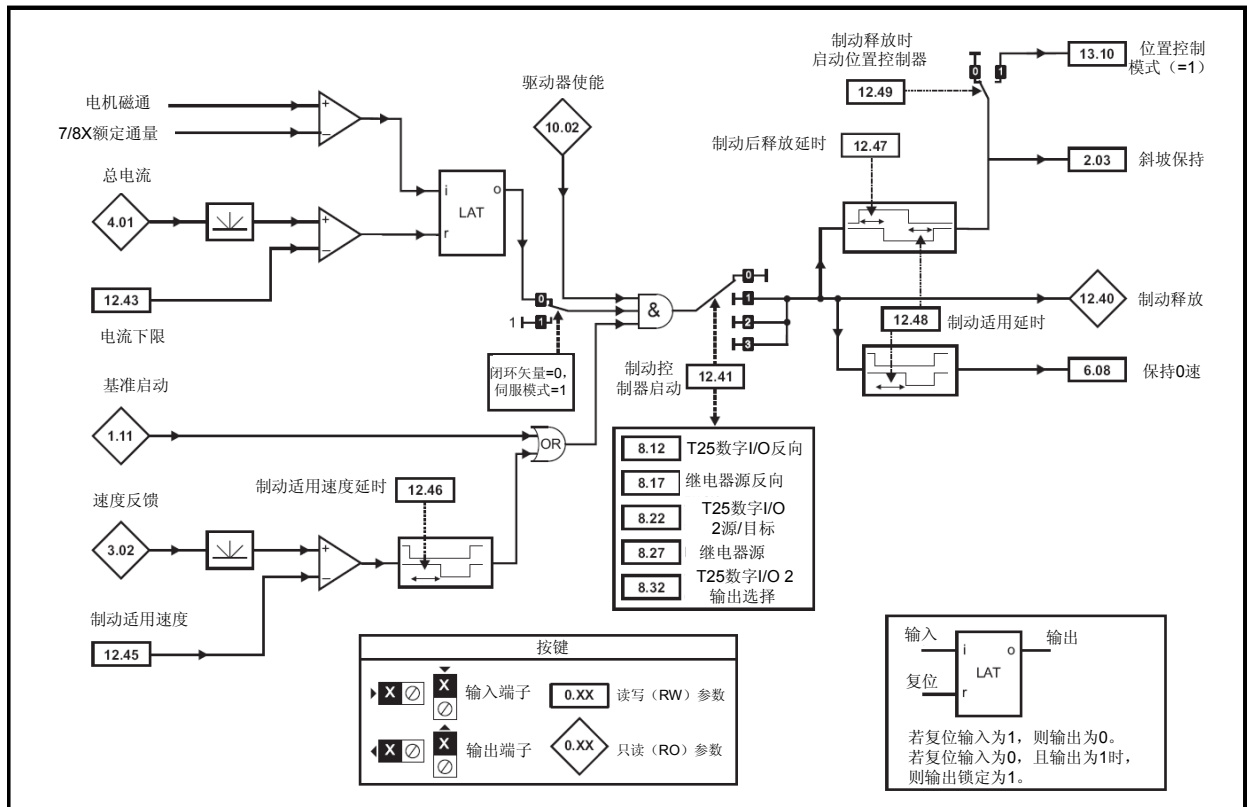 制动释放时
启动位置控制器
0
1
13.10
位置控制
模式（=1）
12.49
驱动器使能
10.02
电机磁通
7/8X额定通量
+
−
总电流
4.01
+
−
i
o
LAT
r
12.43
电流下限
0
1
1
闭环矢量=0，
伺服模式=1
&
0
1
2
3
制动控
制器启动
12.41
制动后释放延时
12.47
2.03
斜坡保持
12.40
制动释放
12.48
制动适用延时
6.08
保持0速
基准启动
1.11
OR
速度反馈
3.02
制动适用速度延时
12.46
+
−
制动适用速度
12.45
8.12
T25数字I/O反向
8.17
继电器源反向
8.22
T25数字I/O
2源/目标
8.27
继电器源
8.32
T25数字I/O 2
输出选择
按键
X
X
输入端子
0.XX
读写（RW）参数
X
X
输出端子
0.XX
只读（RO）参数
输入
i
o
输出
LAT
复位
r
若复位输入为1，则输出为0。
若复位输入为0，且输出为1时，
则输出锁定为1。